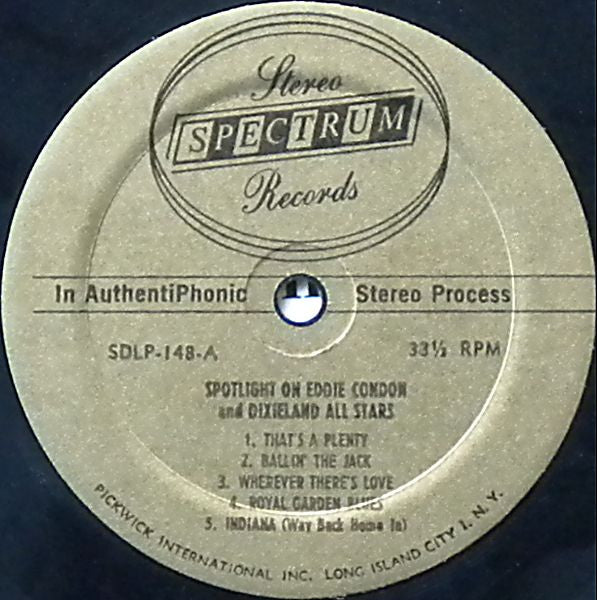 Stereo
SPECTRUM
Records
In AuthentiPhonic Stereo Process
SDLP-148-A 33⅓ RPM
SPOTLIGHT ON EDDIE CONDON
and DIXIELAND ALL STARS
1. THAT'S A PLENTY
2. BALLIN' THE JACK
3. WHEREVER THERE'S LOVE
4. ROYAL GARDEN BLUES
5. INDIANA (Way Back Home In)
PICKWICK INTERNATIONAL INC. LONG ISLAND CITY 1, N. Y.